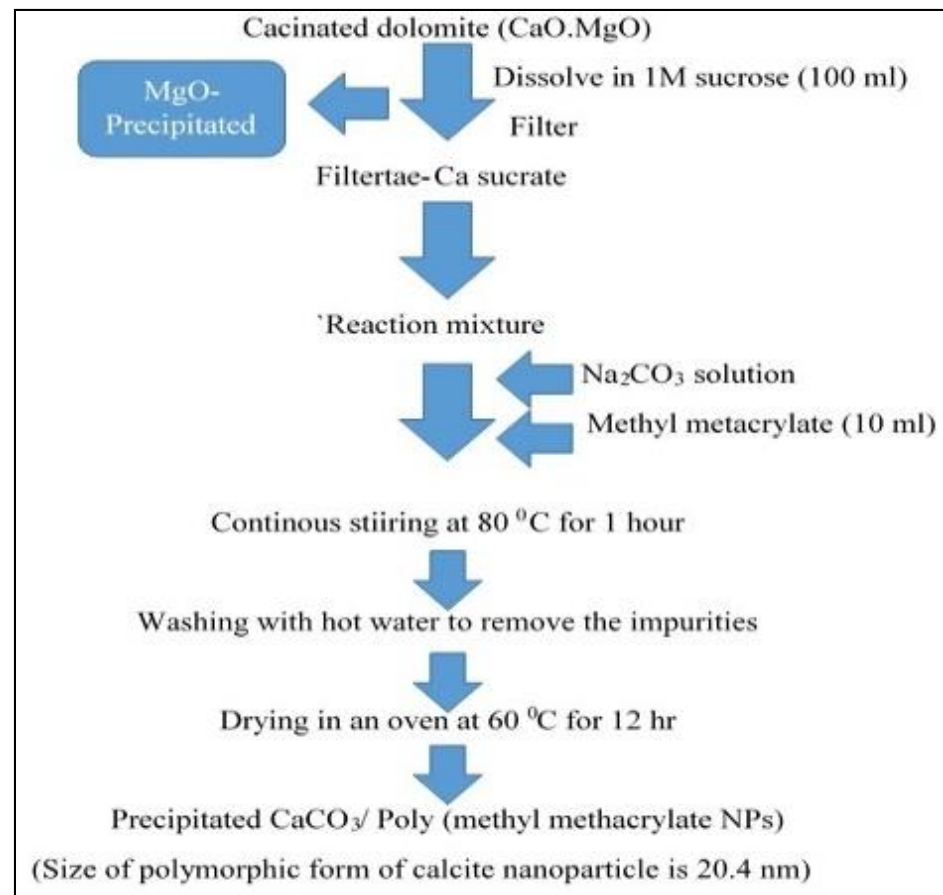 Cacinated dolomite (CaO.MgO)
MgO-
Precipitated
Dissolve in 1M sucrose (100 ml)
Filter
Filtertae-Ca sucrate
`Reaction mixture
Na₂CO₃ solution
Methyl metacrylate (10 ml)
Continous stiiring at 80 ⁰C for 1 hour
Washing with hot water to remove the impurities
Drying in an oven at 60 ⁰C for 12 hr
Precipitated CaCO₃/ Poly (methyl methacrylate NPs)
(Size of polymorphic form of calcite nanoparticle is 20.4 nm)